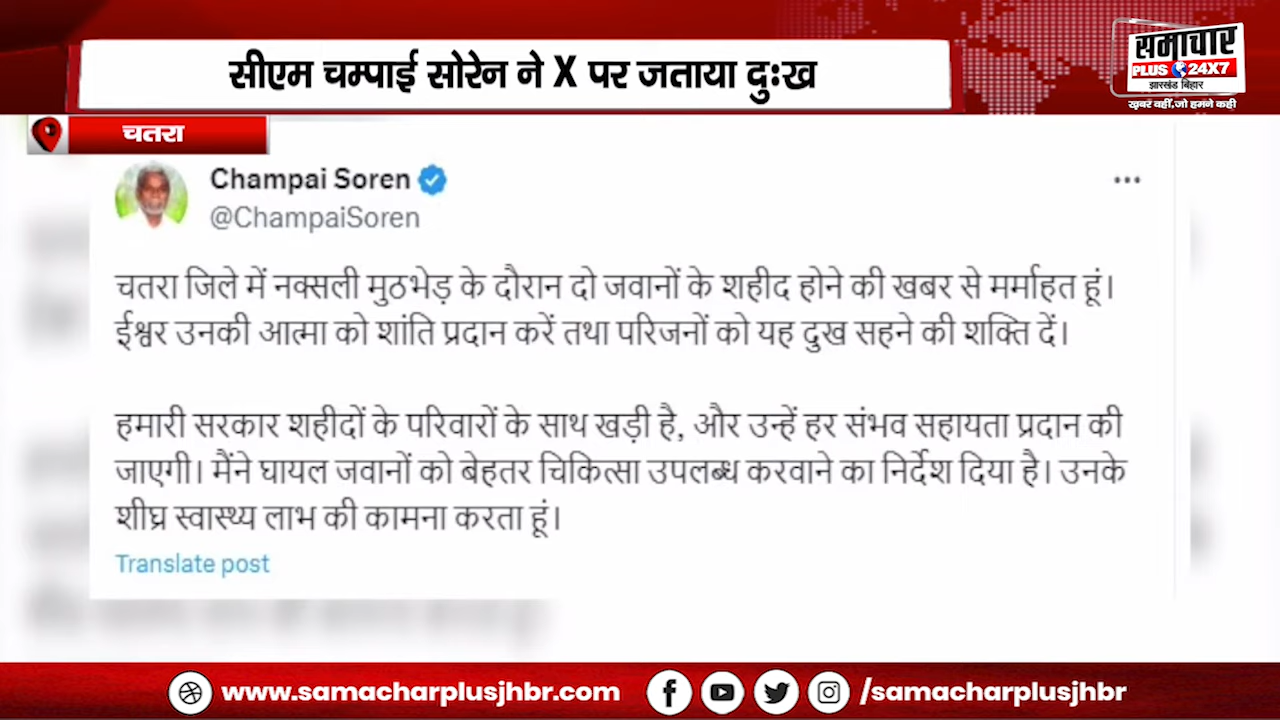 सीएम चम्पाई सोरेन ने X पर जताया दुःख
समाचार
PLUS 24X7
झारखंड बिहार
ख़बर वहीं, जो हमने कही
चतरा
Champai Soren
@ChampaiSoren
चतरा जिले में नक्सली मुठभेड़ के दौरान दो जवानों के शहीद होने की खबर से मर्माहत हूं।
ईश्वर उनकी आत्मा को शांति प्रदान करें तथा परिजनों को यह दुख सहने की शक्ति दें।
हमारी सरकार शहीदों के परिवारों के साथ खड़ी है, और उन्हें हर संभव सहायता प्रदान की
जाएगी। मैंने घायल जवानों को बेहतर चिकित्सा उपलब्ध करवाने का निर्देश दिया है। उनके
शीघ्र स्वास्थ्य लाभ की कामना करता हूं।
Translate post
www.samacharplusjhbr.com
/samacharplusjhbr